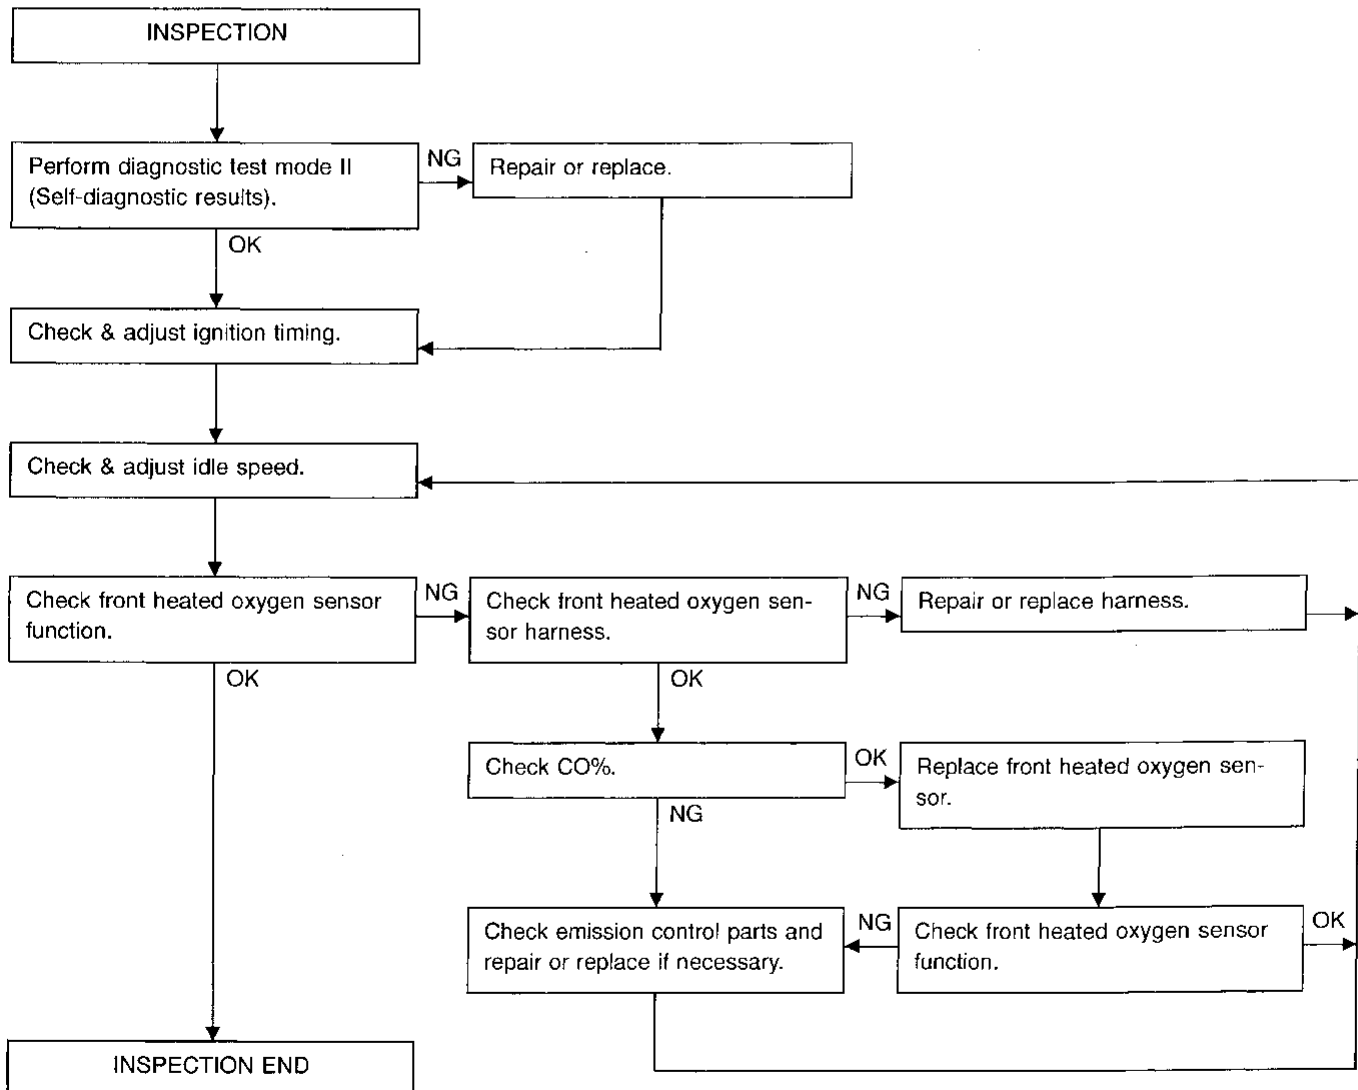 INSPECTION
Perform diagnostic test mode II
(Self-diagnostic results).
NG
Repair or replace.
OK
Check & adjust ignition timing.
Check & adjust idle speed.
Check front heated oxygen sensor
function.
NG
Check front heated oxygen sen-
sor harness.
NG
Repair or replace harness.
OK
OK
Check CO%.
OK
Replace front heated oxygen sen-
sor.
NG
Check emission control parts and
repair or replace if necessary.
NG
Check front heated oxygen sensor
function.
OK
INSPECTION END